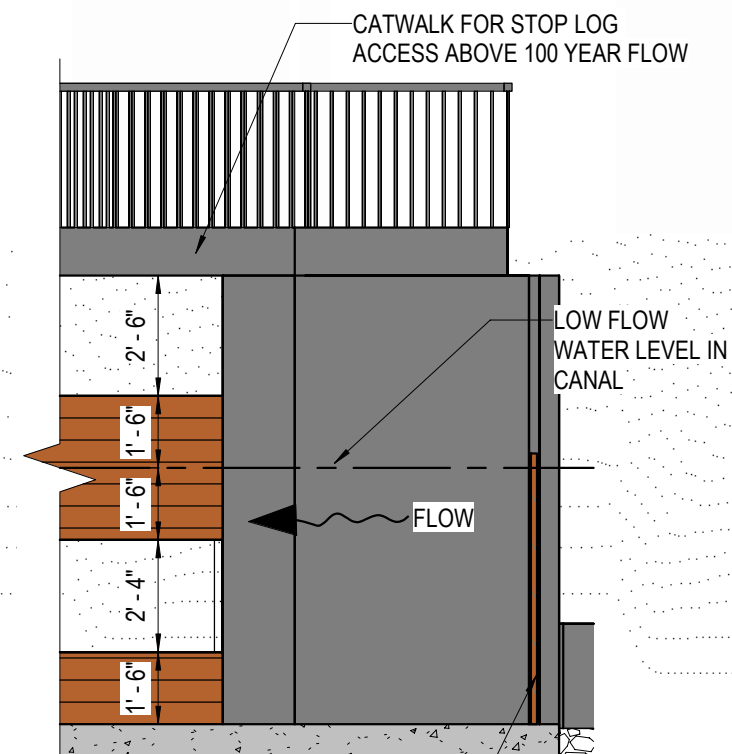 CATWALK FOR STOP LOG
ACCESS ABOVE 100 YEAR FLOW
2' - 6"
LOW FLOW
WATER LEVEL IN
CANAL
1' - 6"
1' - 6"
FLOW
2' - 4"
1' - 6"